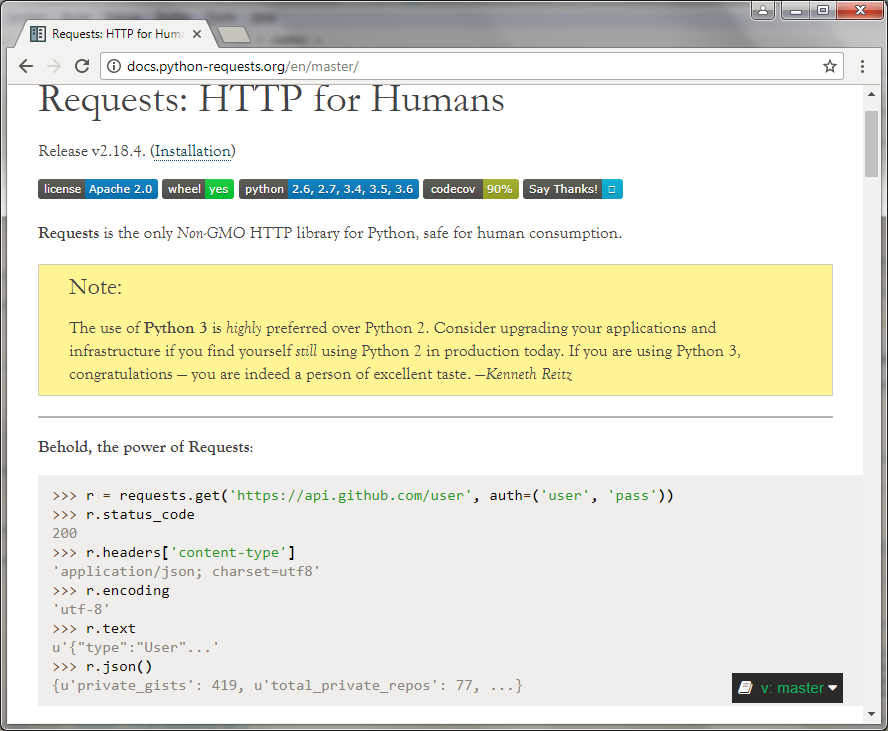 Requests: HTTP for Huma
docs.python-requests.org/en/master/
Requests: HTTP for Humans
Release v2.18.4. (Installation)
license Apache 2.0 wheel yes python 2.6, 2.7, 3.4, 3.5, 3.6 codecov 90% Say Thanks!
Requests is the only Non-GMO HTTP library for Python, safe for human consumption.
Note:
The use of Python 3 is highly preferred over Python 2. Consider upgrading your applications and
infrastructure if you find yourself still using Python 2 in production today. If you are using Python 3,
congratulations — you are indeed a person of excellent taste. —Kenneth Reitz
Behold, the power of Requests:
>>> r = requests.get('https://api.github.com/user', auth=('user', 'pass'))
>>> r.status_code
200
>>> r.headers['content-type']
'application/json; charset=utf8'
>>> r.encoding
'utf-8'
>>> r.text
u'{"type":"User"...'
>>> r.json()
{u'private_gists': 419, u'total_private_repos': 77, ...}
v: master